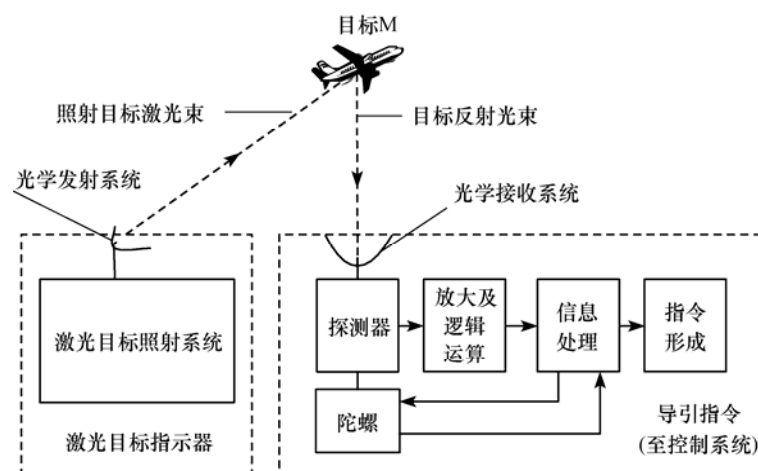 目标M
照射目标激光束
目标反射光束
光学发射系统
光学接收系统
激光目标照射系统
激光目标指示器
探测器
放大及
逻辑
运算
信息
处理
指令
形成
陀螺
导引指令
(至控制系统)